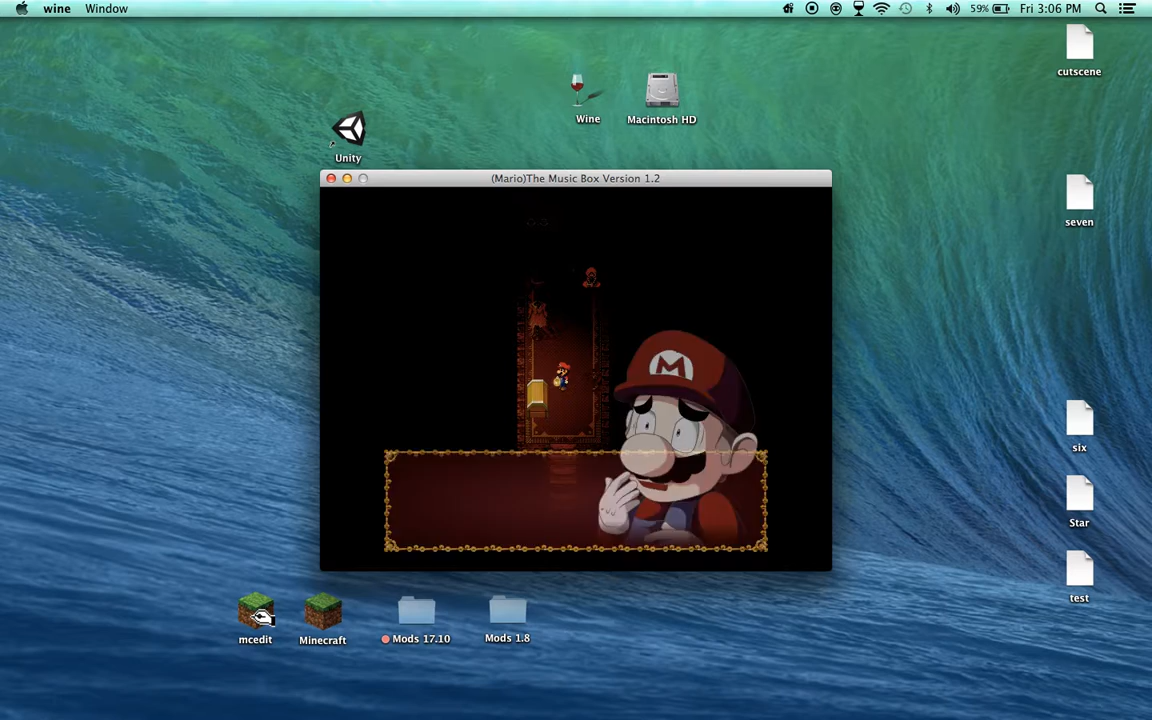 wine Window 59% Fri 3:06 PM
cutscene
Wine Macintosh HD
Unity
(Mario)The Music Box Version 1.2
seven
M
six
Star
test
mcedit Minecraft Mods 17.10 Mods 1.8